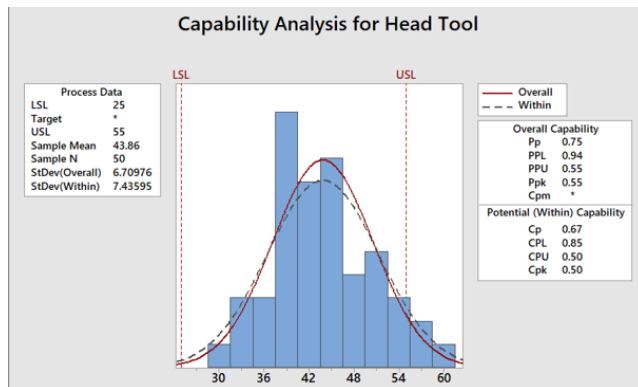 Capability Analysis for Head Tool
LSL
USL
Process Data
LSL 25
Target *
USL 55
Sample Mean 43.86
Sample N 50
StDev(Overall) 6.70976
StDev(Within) 7.43595
Overall
Within
Overall Capability
Pp 0.75
PPL 0.94
PPU 0.55
Ppk 0.55
Cpm *
Potential (Within) Capability
Cp 0.67
CPL 0.85
CPU 0.50
Cpk 0.50
30 36 42 48 54 60